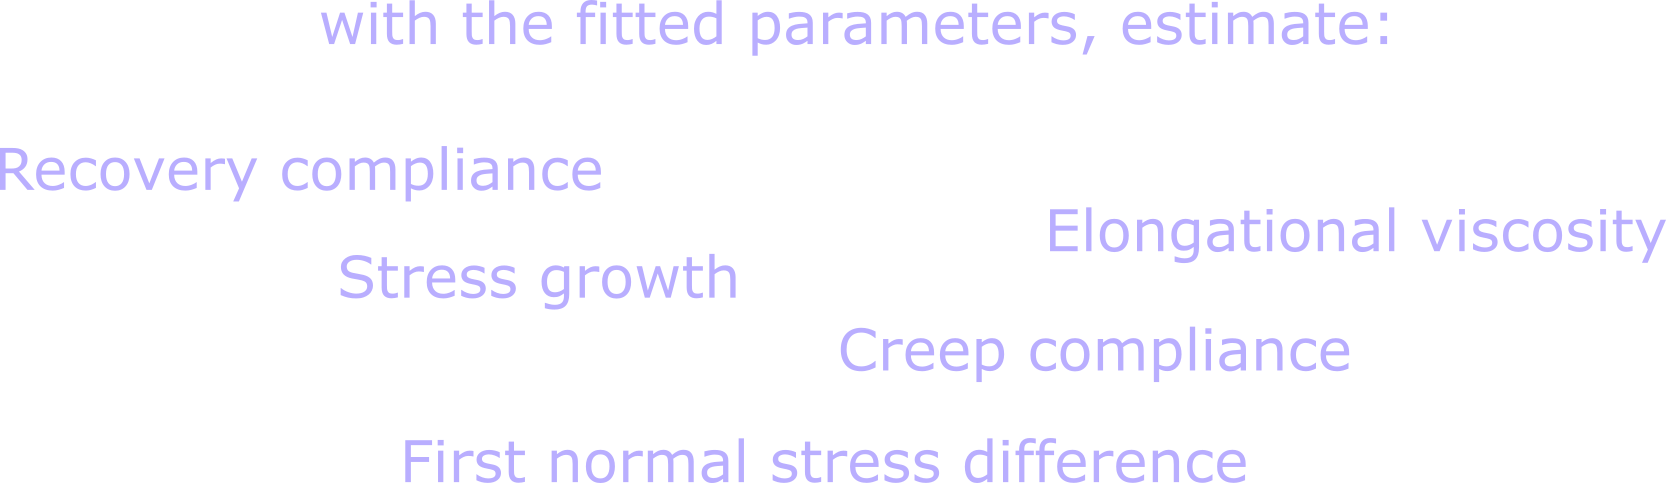 with the fitted parameters, estimate:
Recovery compliance
Elongational viscosity
Stress growth
Creep compliance
First normal stress difference